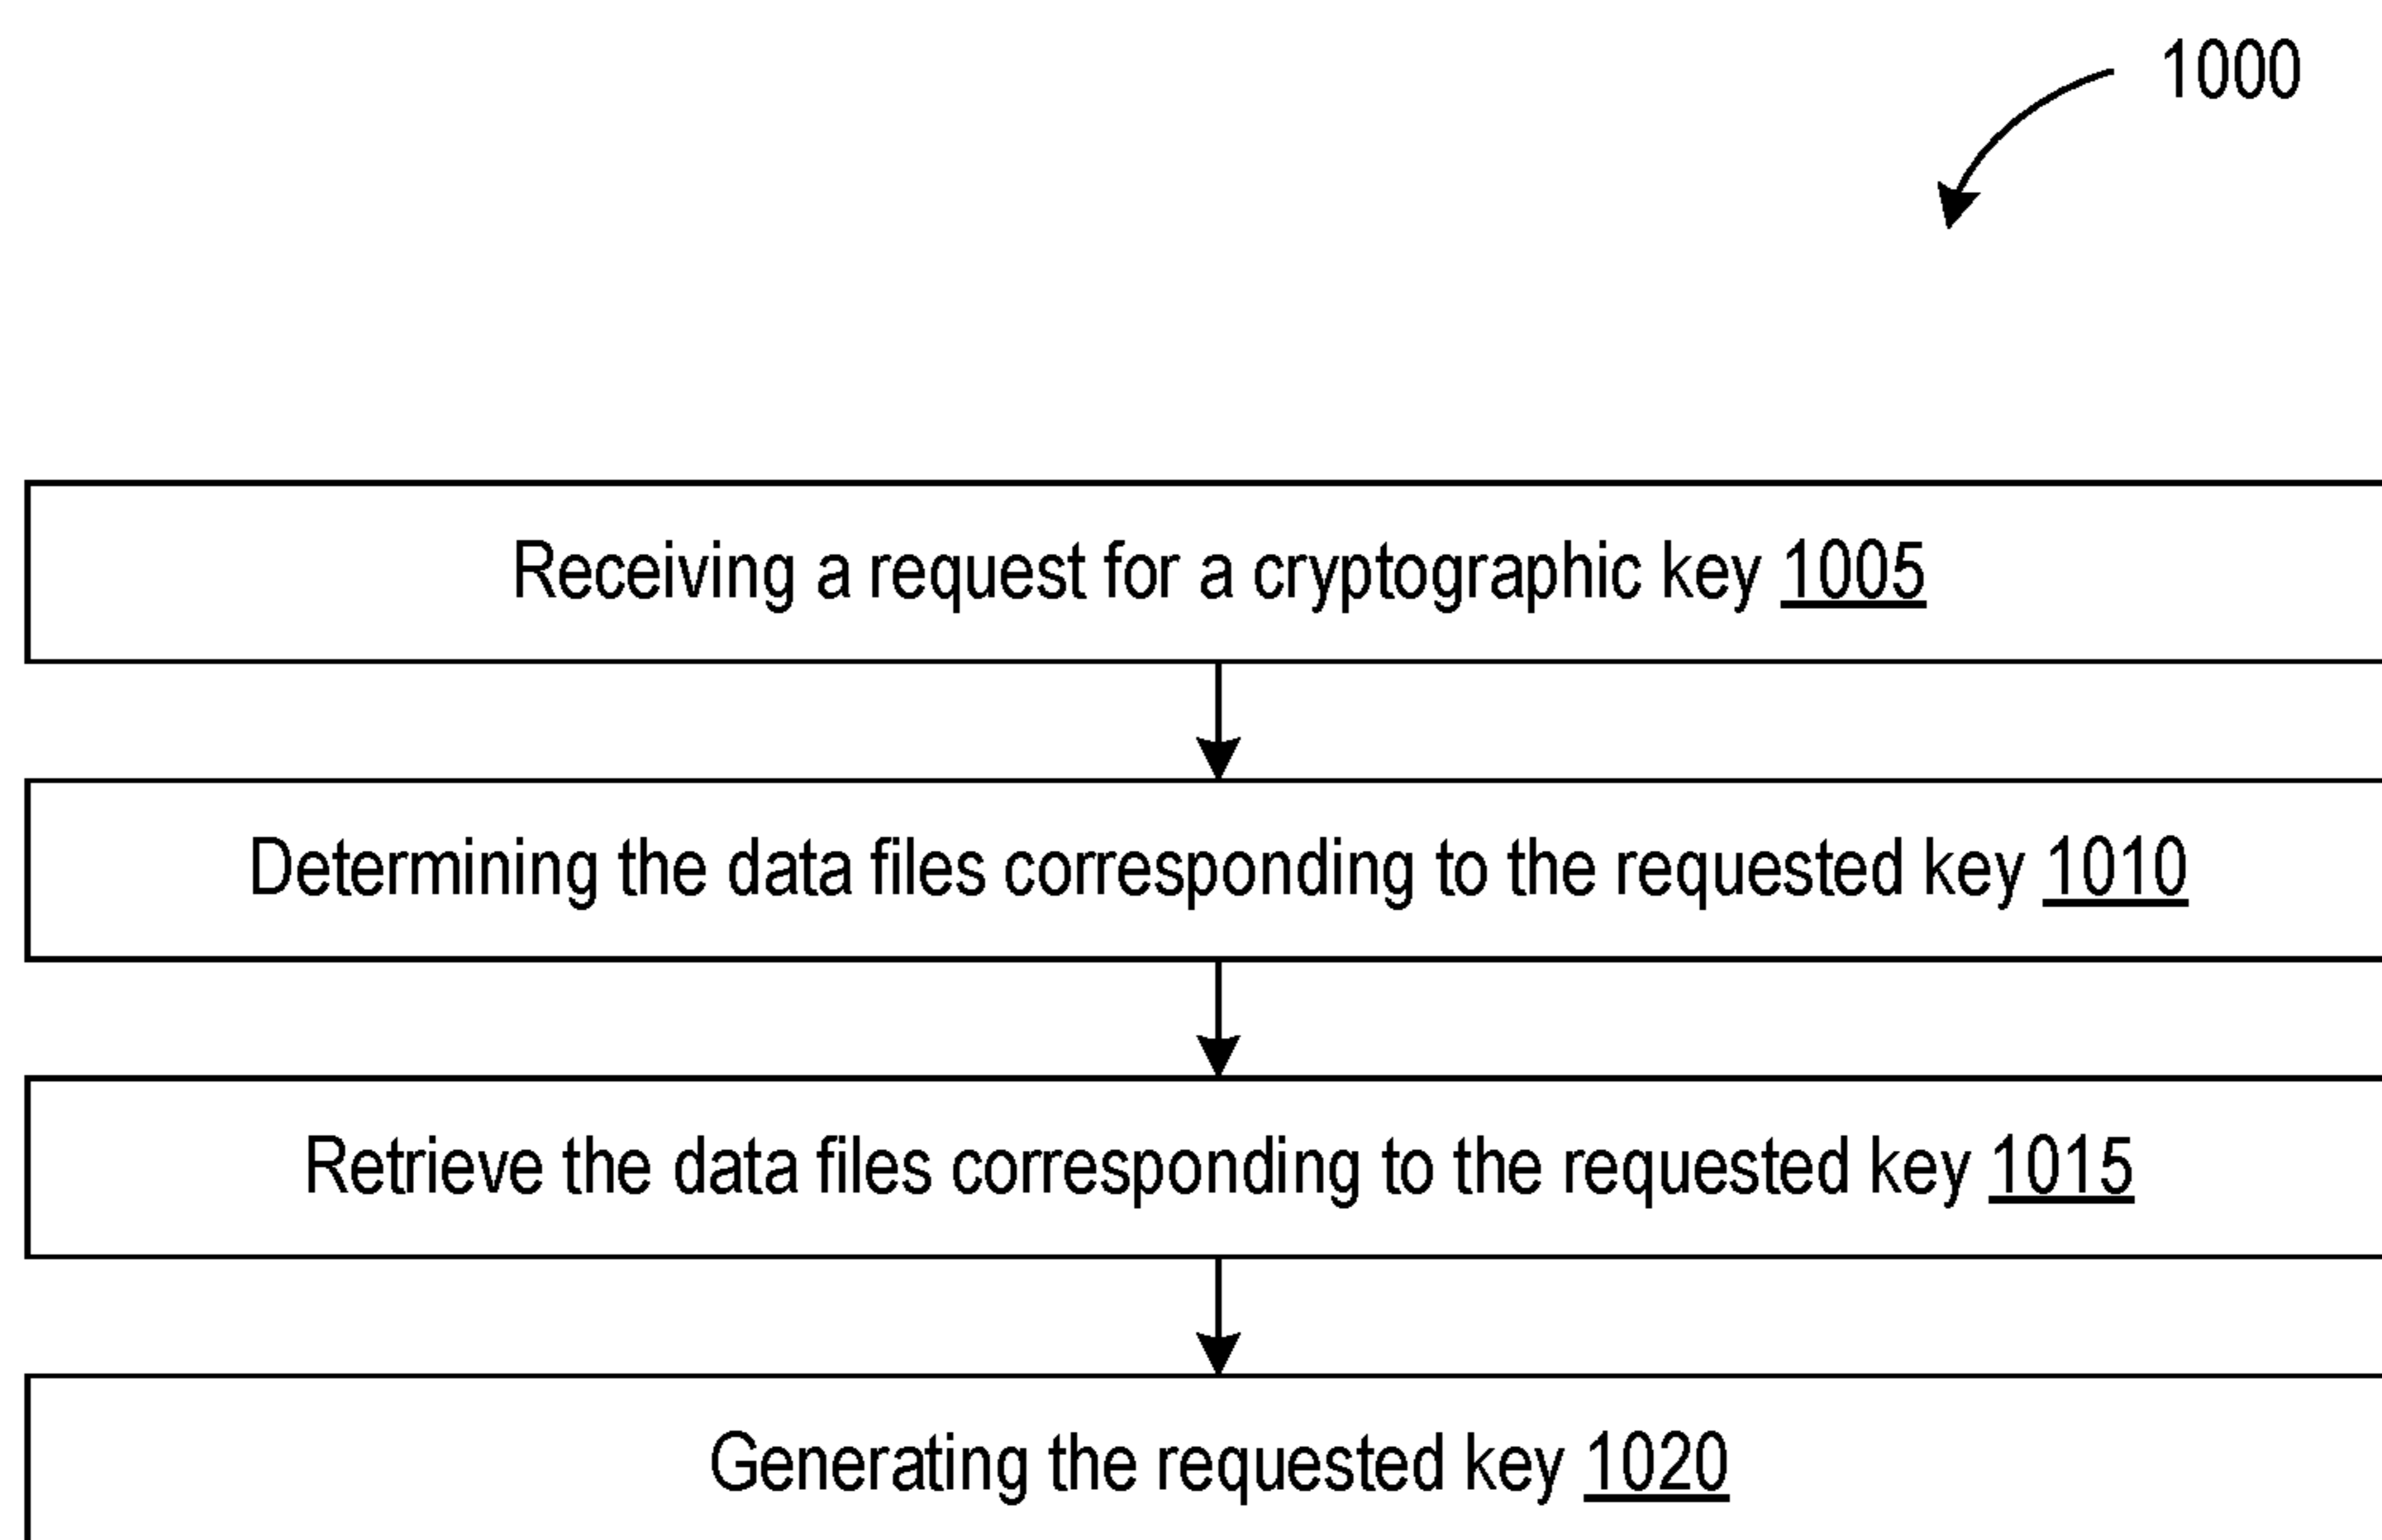 1000
Receiving a request for a cryptographic key 1005
Determining the data files corresponding to the requested key 1010
Retrieve the data files corresponding to the requested key 1015
Generating the requested key 1020